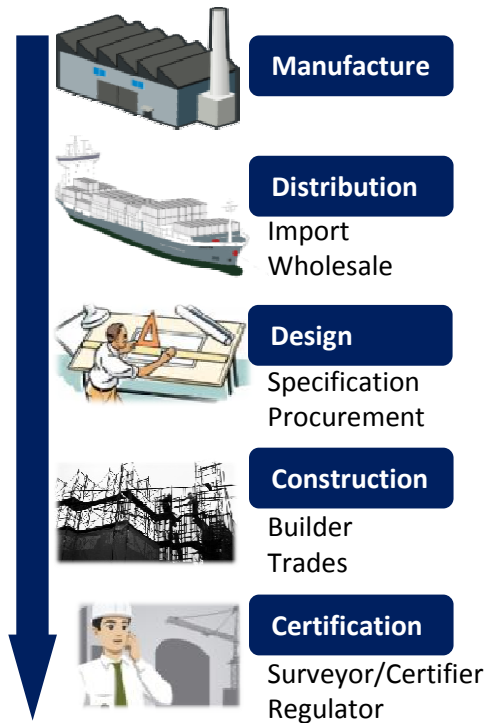 Manufacture
Distribution
Import
Wholesale
Design
Specification
Procurement
Construction
Builder
Trades
Certification
Surveyor/Certifier
Regulator